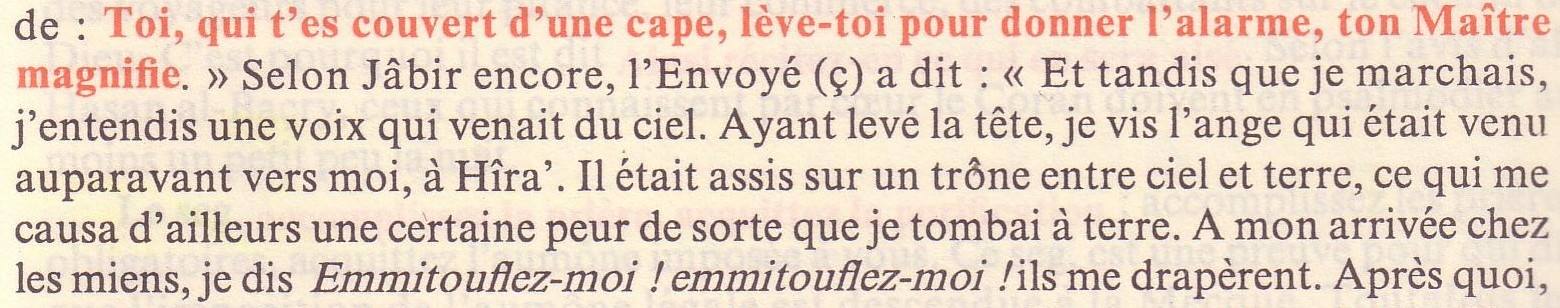 de : Toi, qui t'es couvert d'une cape, lève-toi pour donner l'alarme, ton Maître
magnifie. » Selon Jâbir encore, l'Envoyé (ç) a dit : « Et tandis que je marchais,
j'entendis une voix qui venait du ciel. Ayant levé la tête, je vis l'ange qui était venu
auparavant vers moi, à Hîra'. Il était assis sur un trône entre ciel et terre, ce qui me
causa d'ailleurs une certaine peur de sorte que je tombai à terre. A mon arrivée chez
les miens, je dis Emmitouflez-moi ! emmitouflez-moi ! ils me drapèrent. Après quoi,